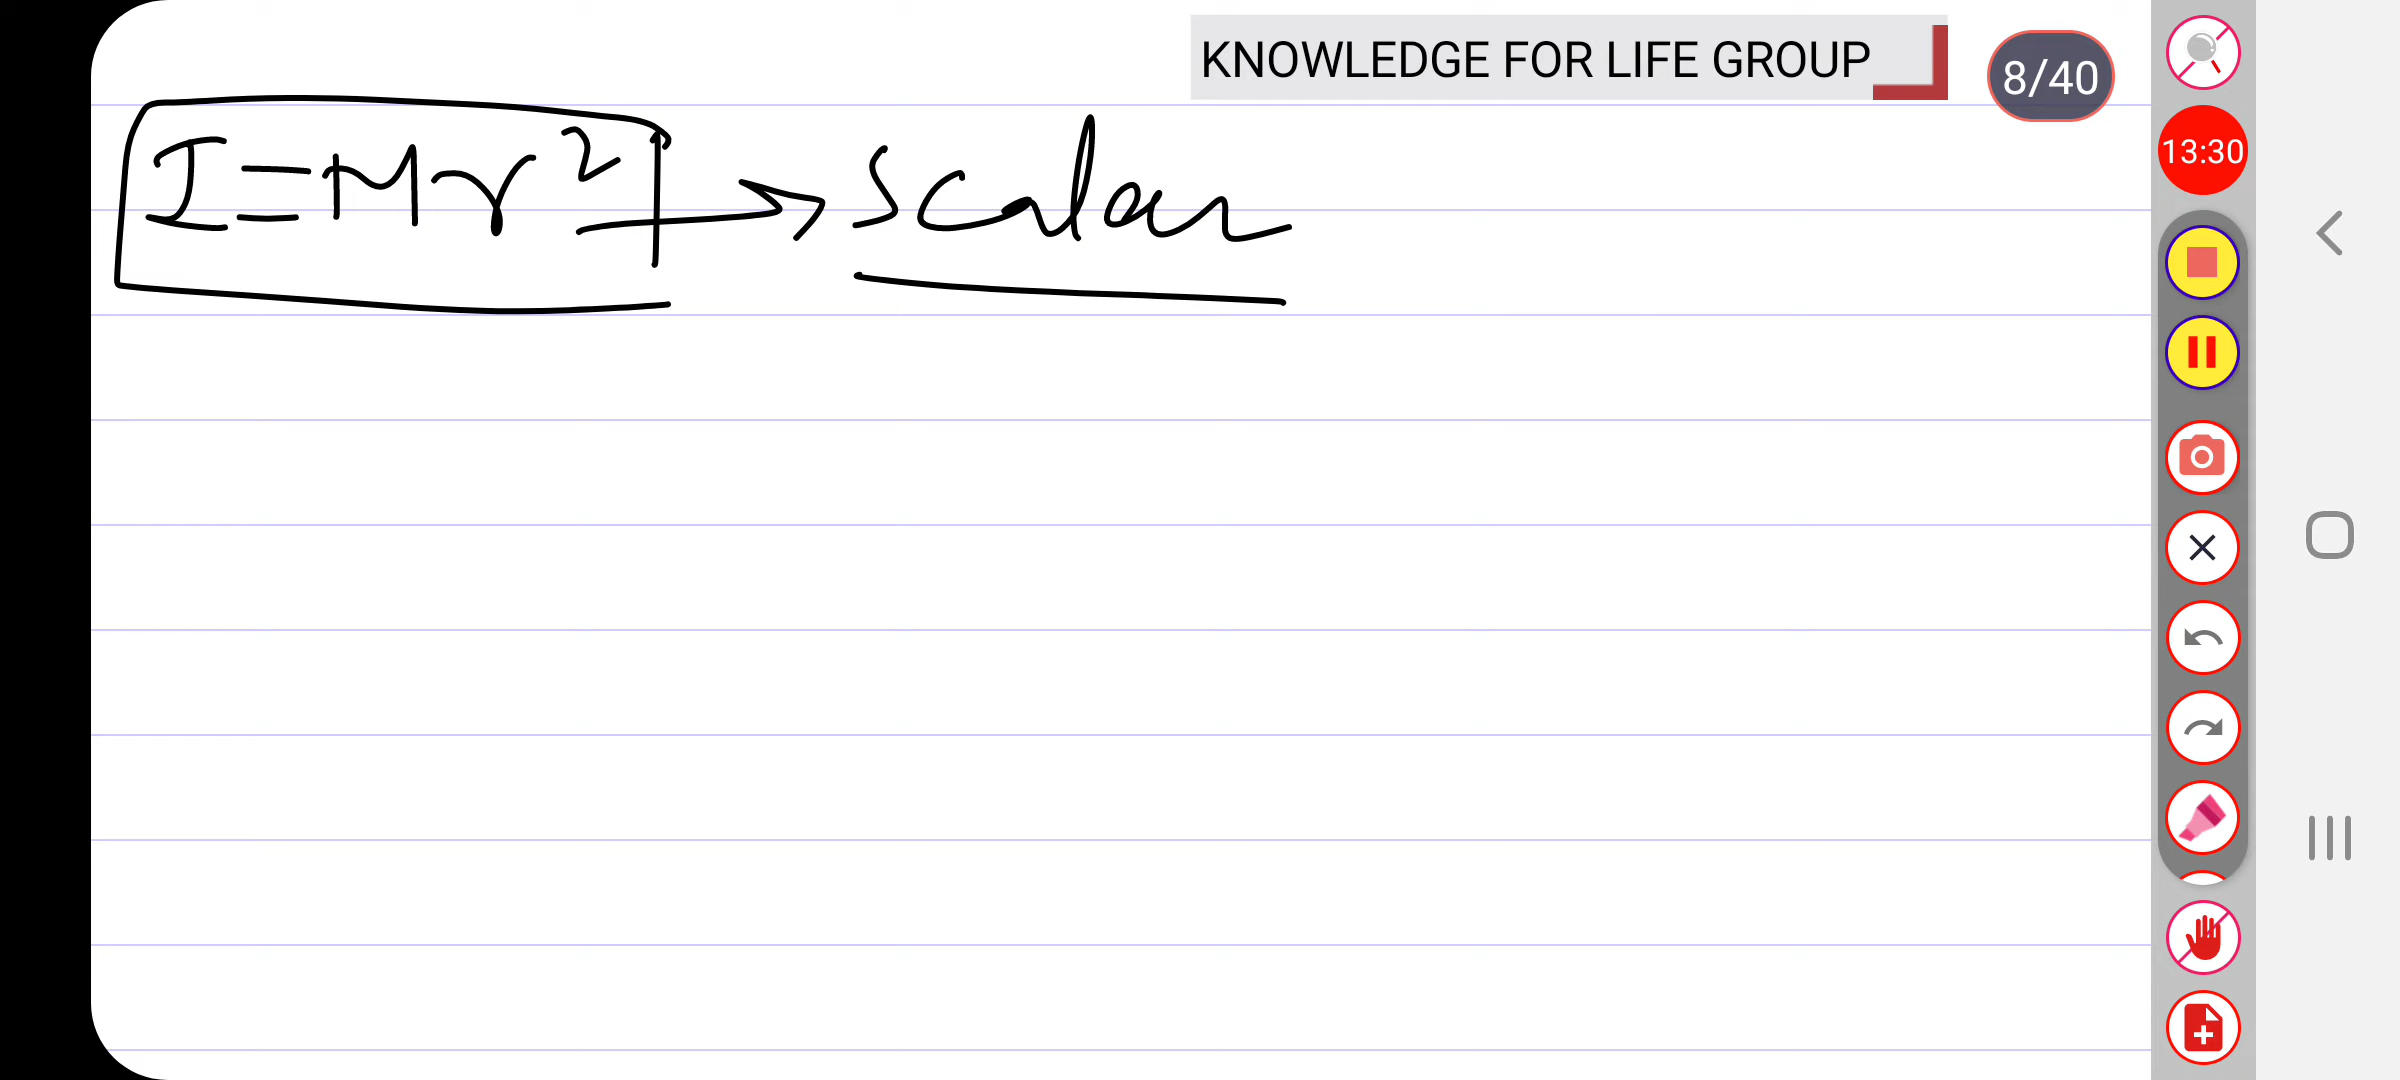 KNOWLEDGE FOR LIFE GROUP
8/40
13:30
I=Mr² → scalar